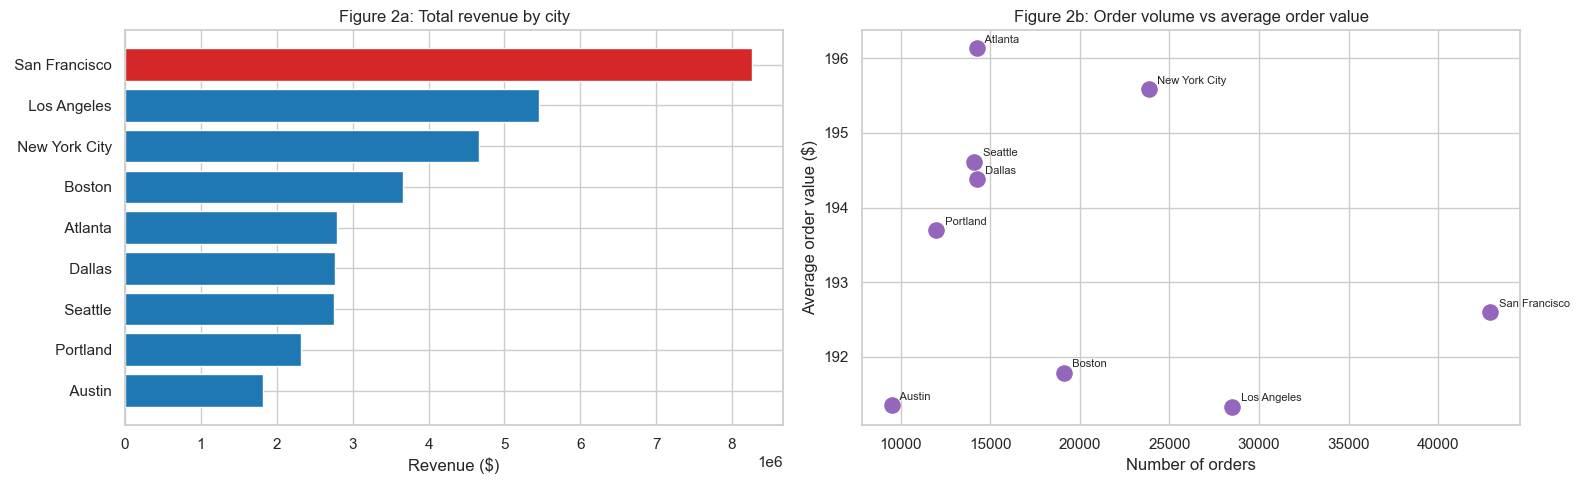 Figure 2a: Total revenue by city
San Francisco
Los Angeles
New York City
Boston
Atlanta
Dallas
Seattle
Portland
Austin
0 1 2 3 4 5 6 7 8
1e6
Revenue ($)
Figure 2b: Order volume vs average order value
Average order value ($)
196
195
194
193
192
Atlanta
New York City
Seattle
Dallas
Portland
San Francisco
Boston
Austin
Los Angeles
10000 15000 20000 25000 30000 35000 40000
Number of orders